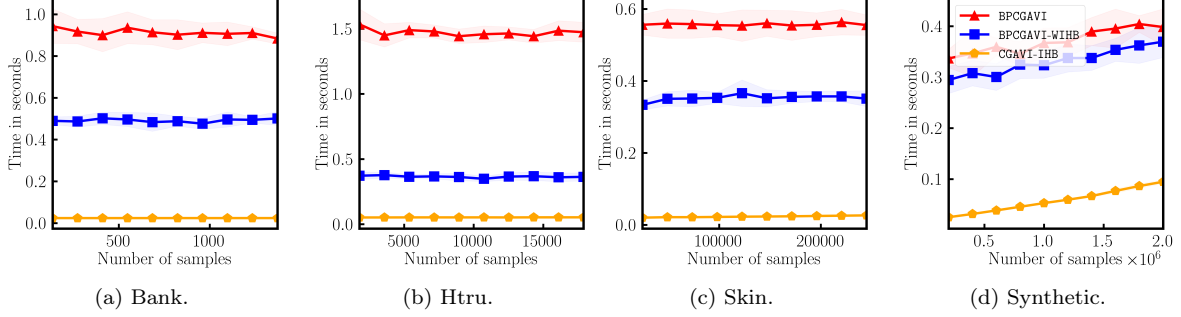 1.0
0.8
0.6
0.4
0.2
0.0
Time in seconds
500
1000
Number of samples
(a) Bank.
1.5
1.0
0.5
0.0
Time in seconds
5000
10000
15000
Number of samples
(b) Htru.
0.6
0.4
0.2
0.0
Time in seconds
100000
200000
Number of samples
(c) Skin.
BPCGAVI
BPCGAVI-WIHB
CGAVI-IHB
0.4
0.3
0.2
0.1
Time in seconds
0.5
1.0
1.5
2.0
Number of samples ×10⁶
(d) Synthetic.